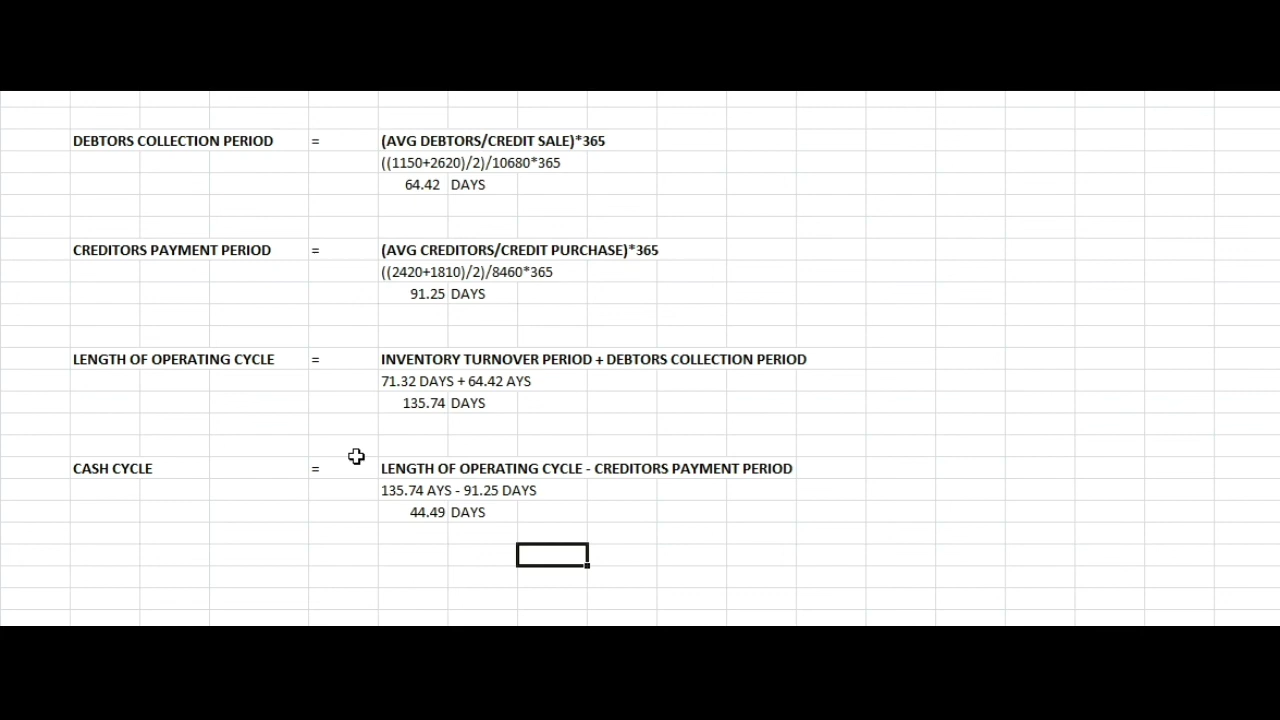 DEBTORS COLLECTION PERIOD = (AVG DEBTORS/CREDIT SALE)*365
((1150+2620)/2)/10680*365
64.42 DAYS
CREDITORS PAYMENT PERIOD = (AVG CREDITORS/CREDIT PURCHASE)*365
((2420+1810)/2)/8460*365
91.25 DAYS
LENGTH OF OPERATING CYCLE = INVENTORY TURNOVER PERIOD + DEBTORS COLLECTION PERIOD
71.32 DAYS + 64.42 AYS
135.74 DAYS
CASH CYCLE = LENGTH OF OPERATING CYCLE - CREDITORS PAYMENT PERIOD
135.74 AYS - 91.25 DAYS
44.49 DAYS